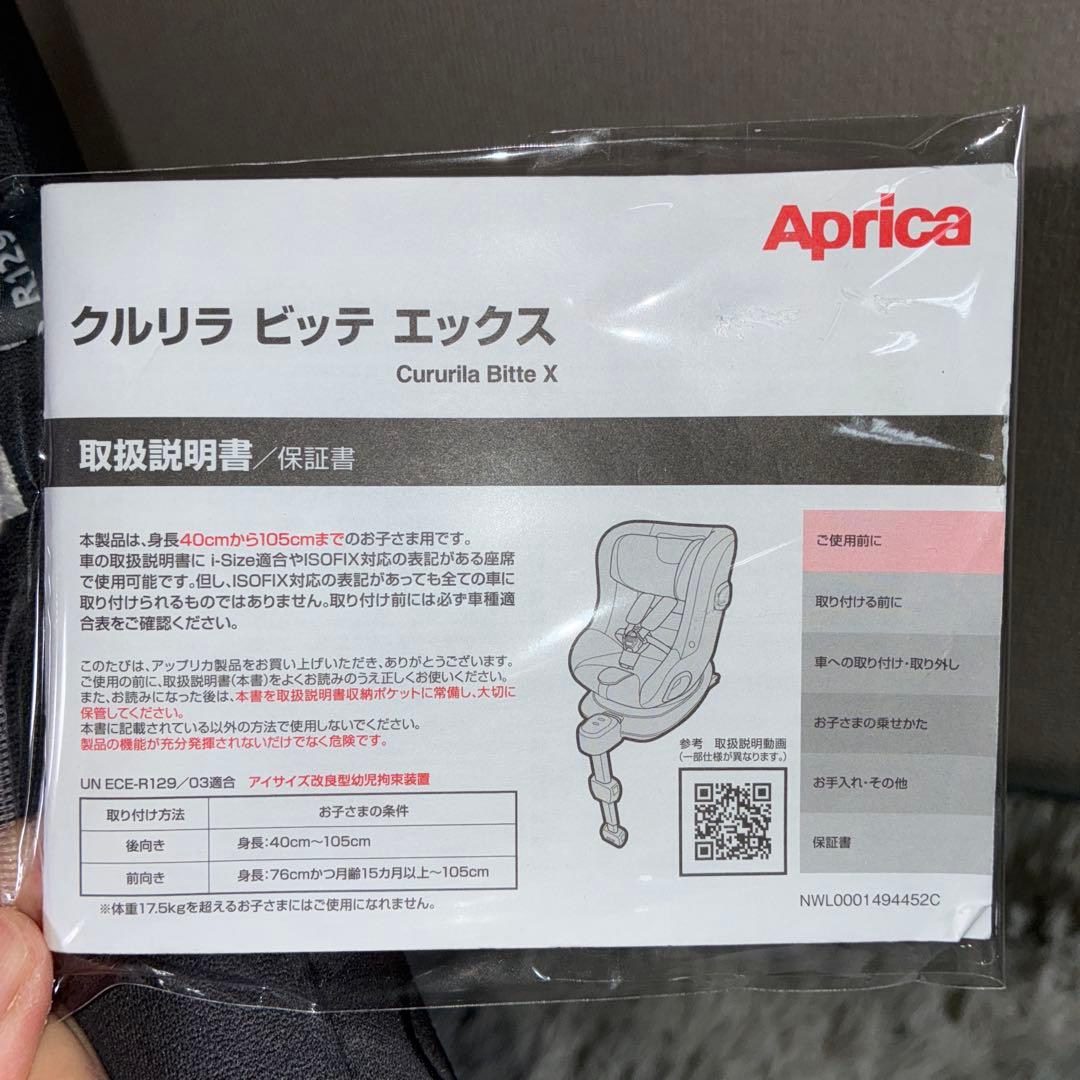 R129
Aprica
クルリラ ビッテ エックス
Cururila Bitte X
取扱説明書／保証書
本製品は、身長40cmから105cmまでのお子さま用です。
車の取扱説明書に i-Size適合やISOFIX対応の表記がある座席
で使用可能です。但し、ISOFIX対応の表記があっても全ての車に
取り付けられるものではありません。取り付け前には必ず車種適
合表をご確認ください。
このたびは、アップリカ製品をお買い上げいただき、ありがとうございます。
ご使用の前に、取扱説明書(本書)をよくお読みのうえ正しくお使いください。
また、お読みになった後は、本書を取扱説明書収納ポケットに常備し、大切に
保管してください。
本書に記載されている以外の方法で使用しないでください。
製品の機能が充分発揮されないだけでなく危険です。
UN ECE-R129／03適合 アイサイズ改良型幼児拘束装置
取り付け方法 お子さまの条件
後向き 身長：40cm〜105cm
前向き 身長：76cmかつ月齢15カ月以上〜105cm
※体重17.5kgを超えるお子さまにはご使用になれません。
参考 取扱説明動画
(一部仕様が異なります。)
ご使用前に
取り付ける前に
車への取り付け・取り外し
お子さまの乗せかた
お手入れ・その他
保証書
NWL0001494452C